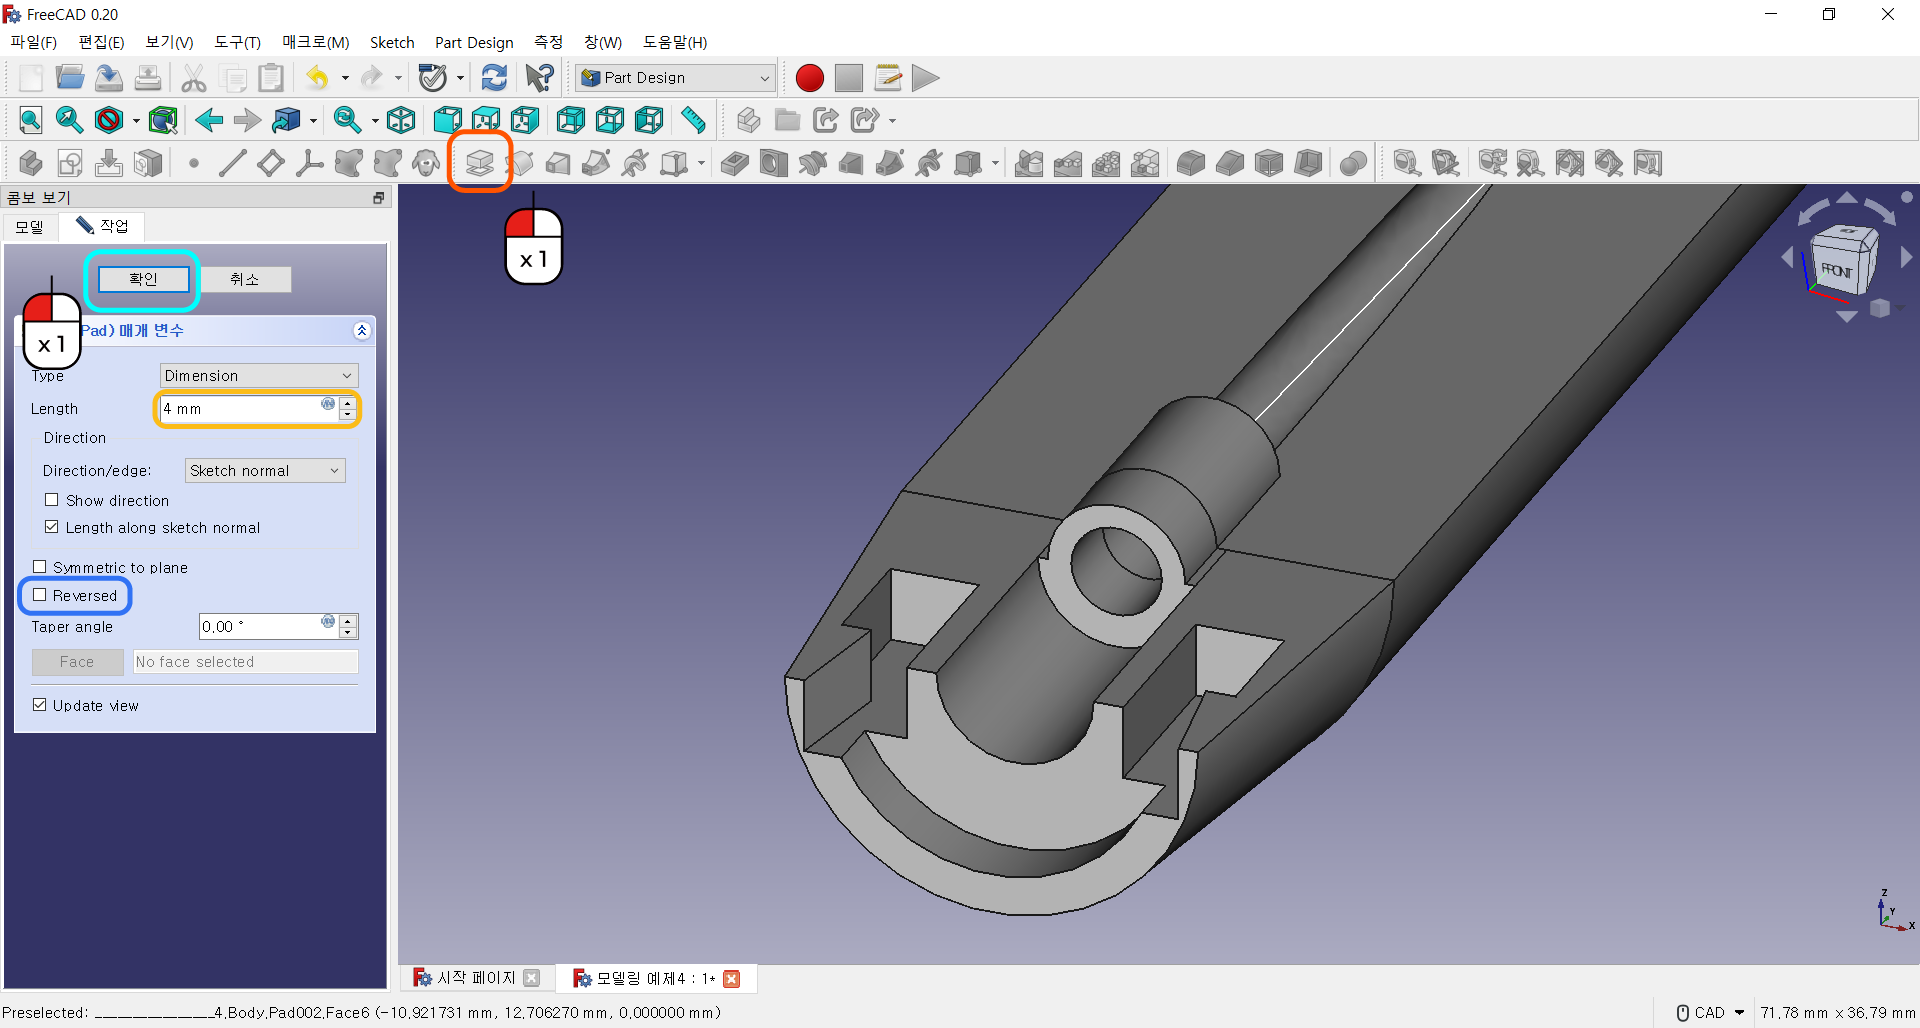 FreeCAD 0.20
파일(F) 편집(E) 보기(V) 도구(T) 매크로(M) Sketch Part Design 측정 창(W) 도움말(H)
Part Design
콤보 보기
모델 작업
x 1
확인 취소
x 1
Pad) 매개 변수
Type Dimension
Length 4 mm
Direction
Direction/edge: Sketch normal
Show direction
Length along sketch normal
Symmetric to plane
Reversed
Taper angle 0.00 °
Face No face selected
Update view
FRONT
Z
Y
X
시작 페이지 모델링 예제4 : 1*
Preselected: ________________4.Body.Pad002.Face6 (-10.921731 mm, 12.706270 mm, 0.000000 mm) CAD 71.78 mm x 36.79 mm